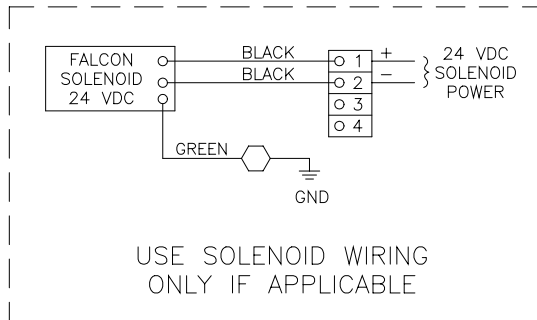 FALCON
SOLENOID
24 VDC
BLACK
BLACK
1
2
3
4
+
−
24 VDC
SOLENOID
POWER
GREEN
GND
USE SOLENOID WIRING
ONLY IF APPLICABLE